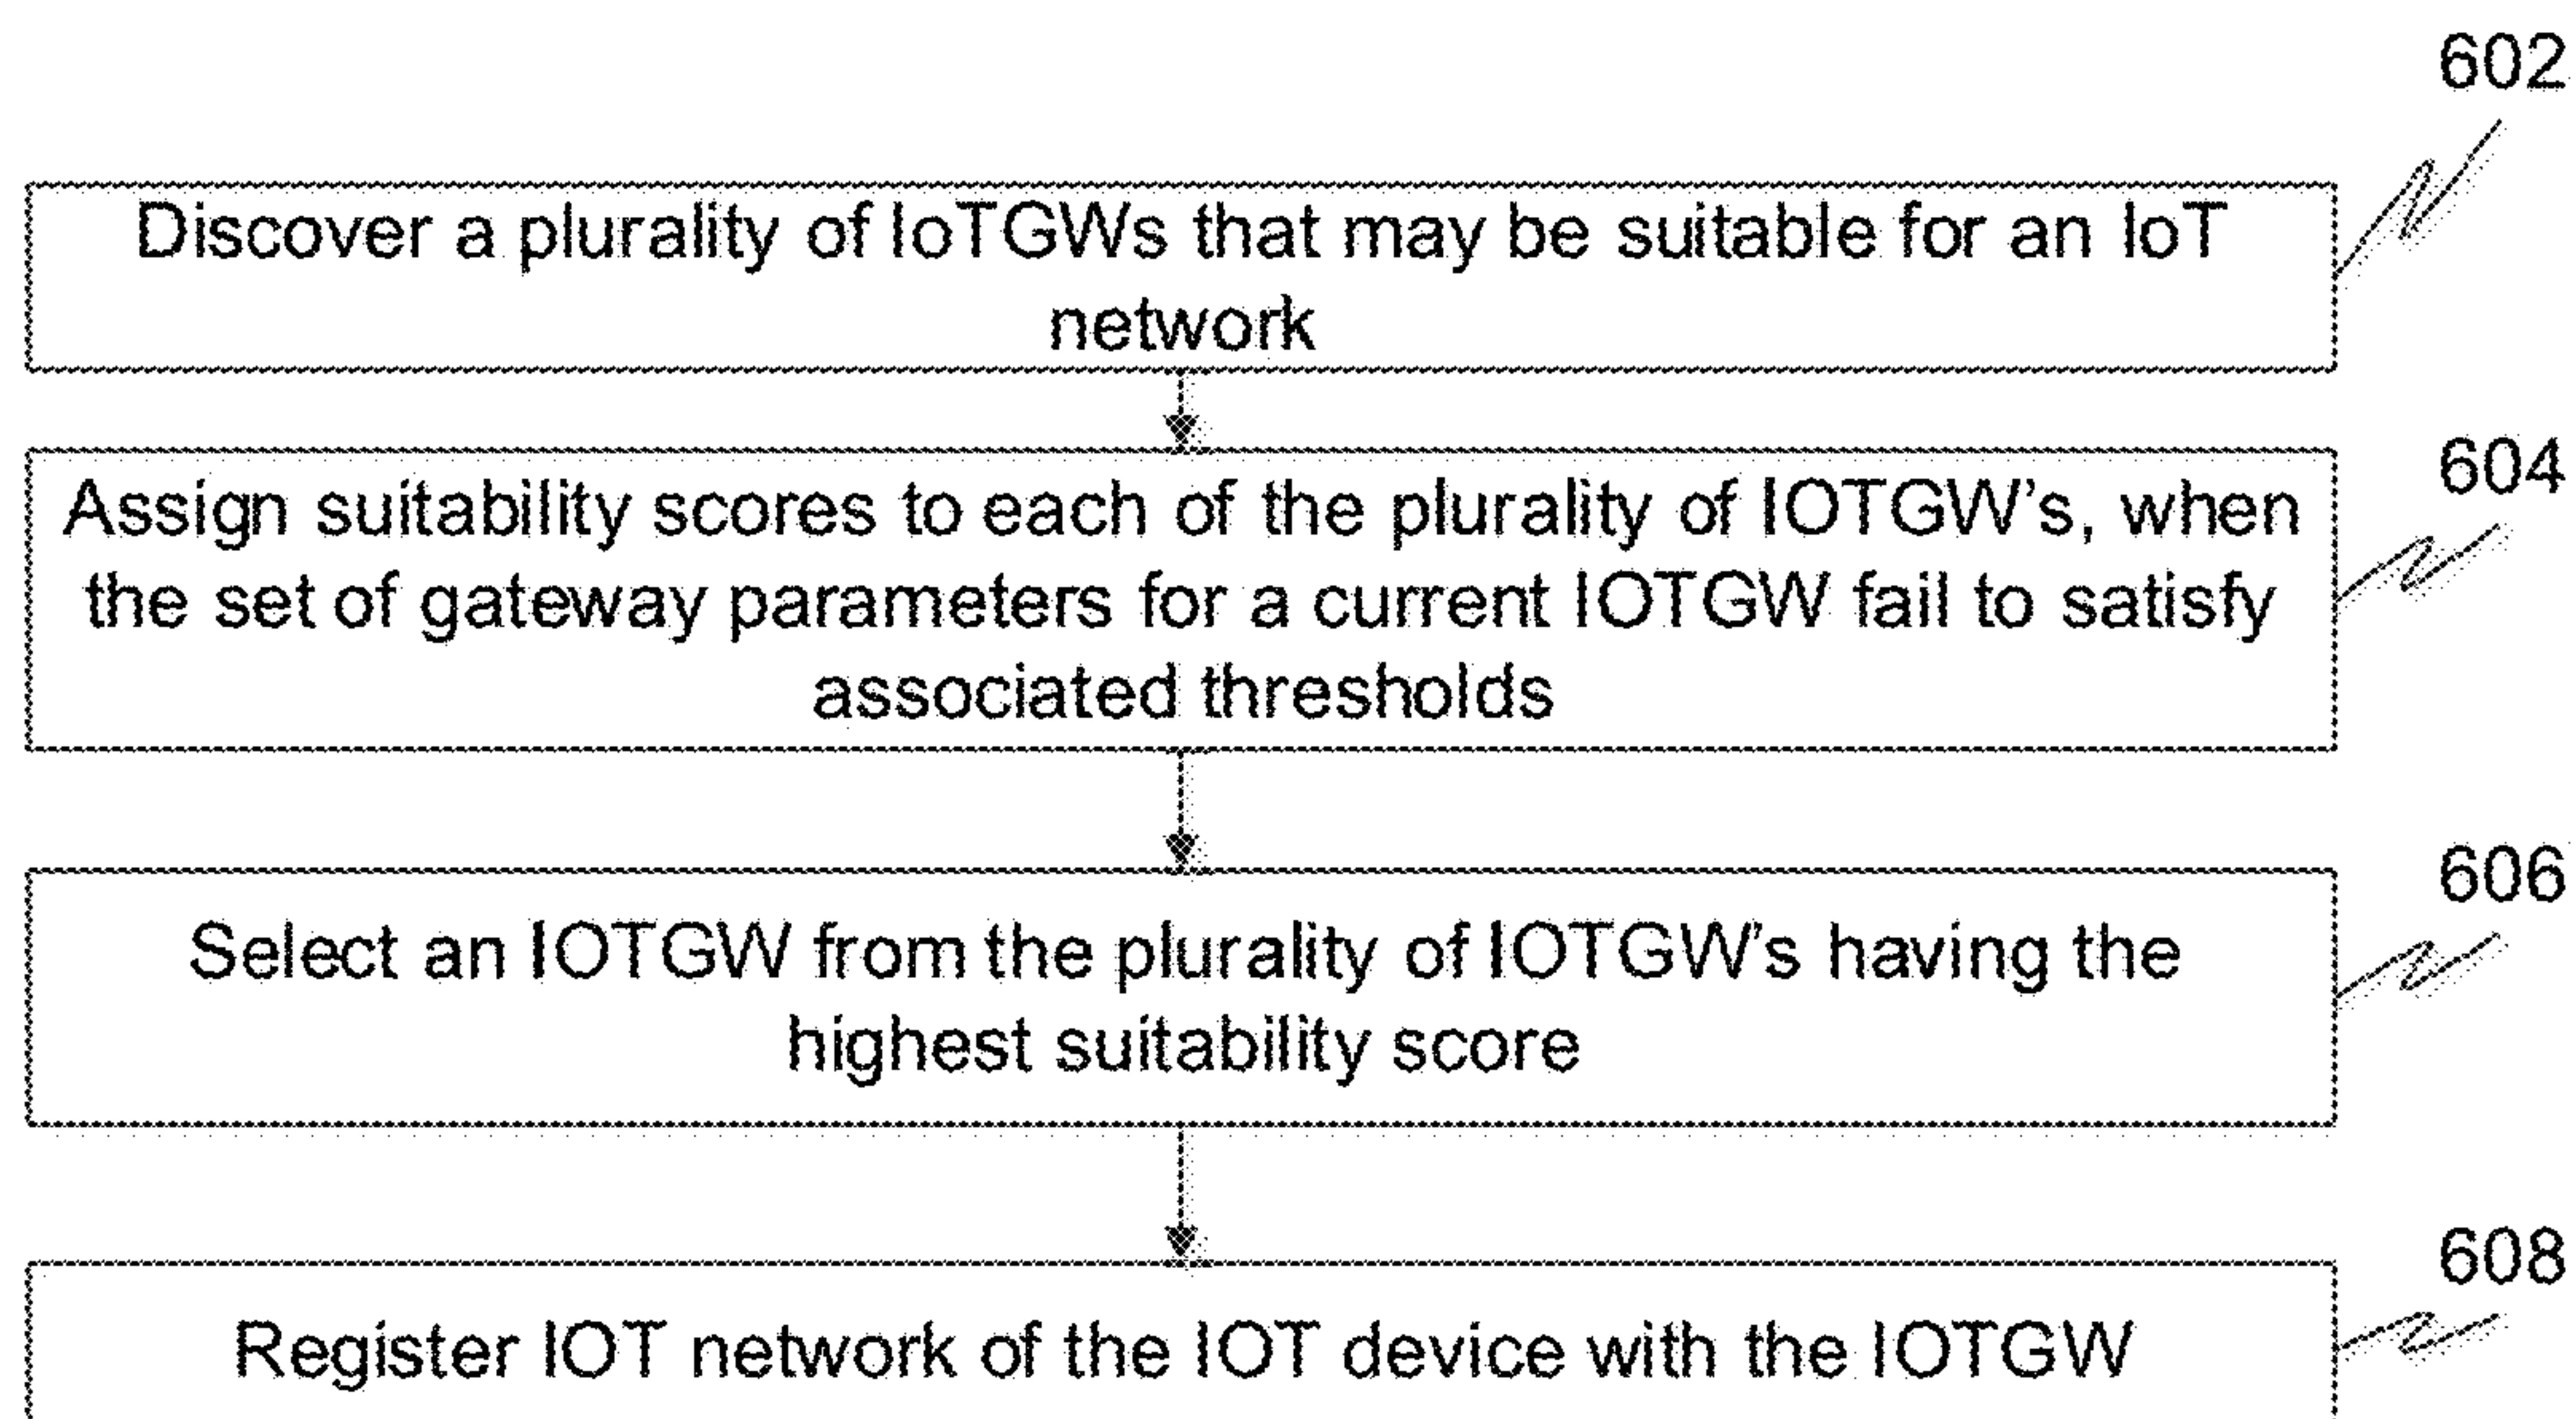 602
Discover a plurality of IoTGWs that may be suitable for an IoT
network
604
Assign suitability scores to each of the plurality of IOTGW's, when
the set of gateway parameters for a current IOTGW fail to satisfy
associated thresholds
606
Select an IOTGW from the plurality of IOTGW's having the
highest suitability score
608
Register IOT network of the IOT device with the IOTGW